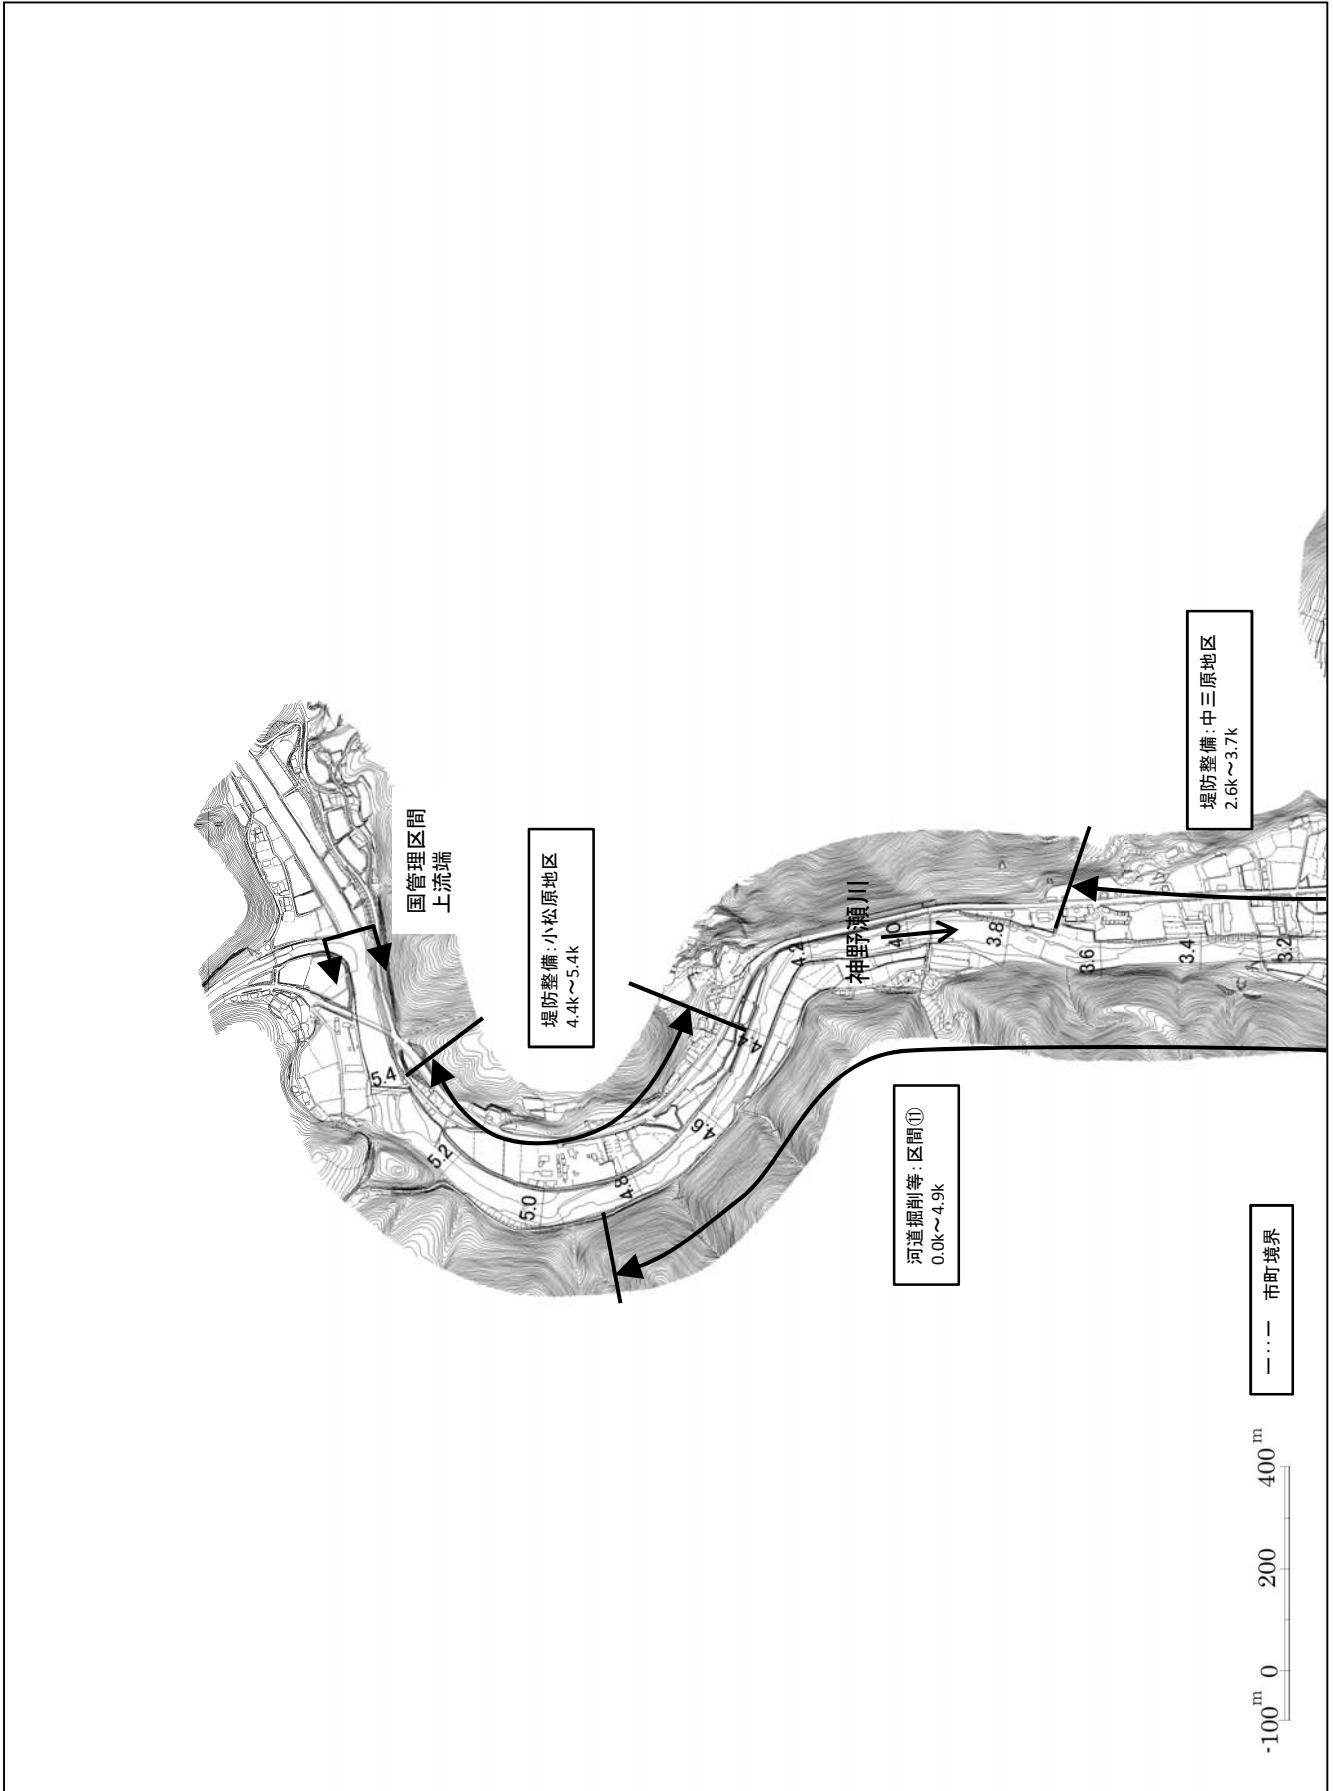 国管理区間
上流端
堤防整備:小松原地区
4.4k～5.4k
堤防整備:中三原地区
2.6k～3.7k
河道掘削等:区間⑪
0.0k～4.9k
神野瀬川
5.4
5.2
5.0
4.8
4.6
4.4
4.2
4.0
3.8
3.6
3.4
3.2
市町境界
-100m 0 200 400m